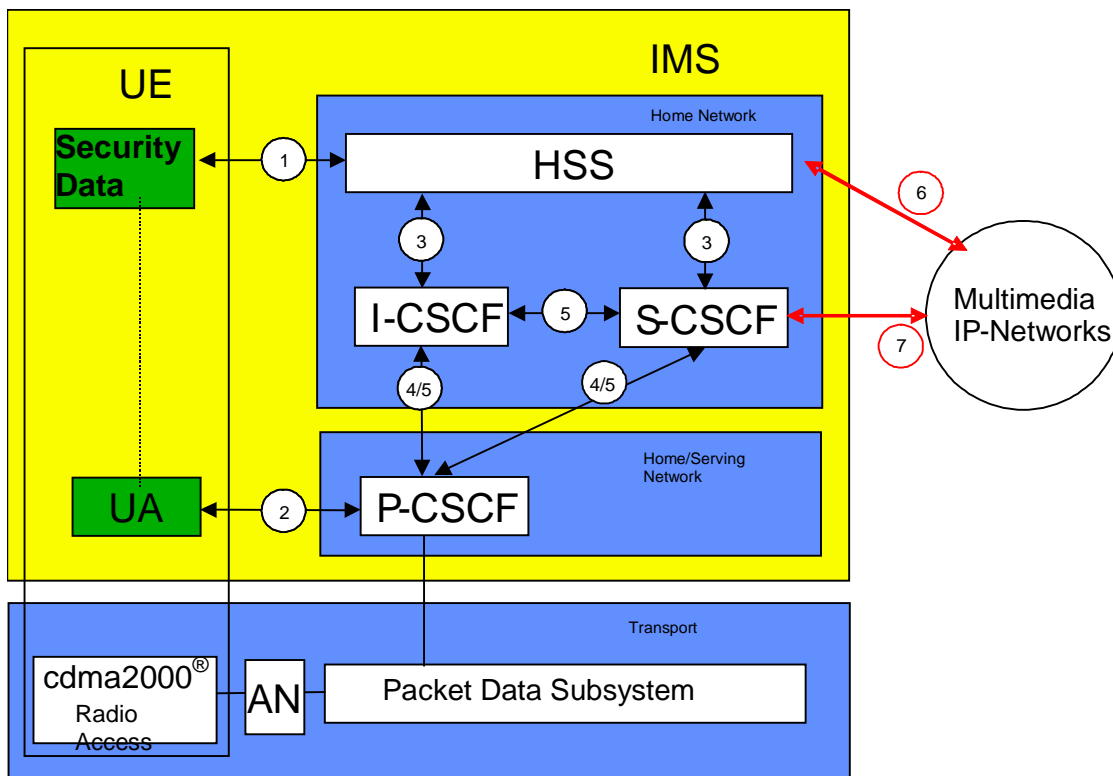 IMS
UE
Home Network
Security
Data
1
HSS
6
3
3
Multimedia
IP-Networks
I-CSCF
5
S-CSCF
7
4/5
4/5
Home/Serving
Network
UA
2
P-CSCF
Transport
cdma2000®
Radio
Access
AN
Packet Data Subsystem